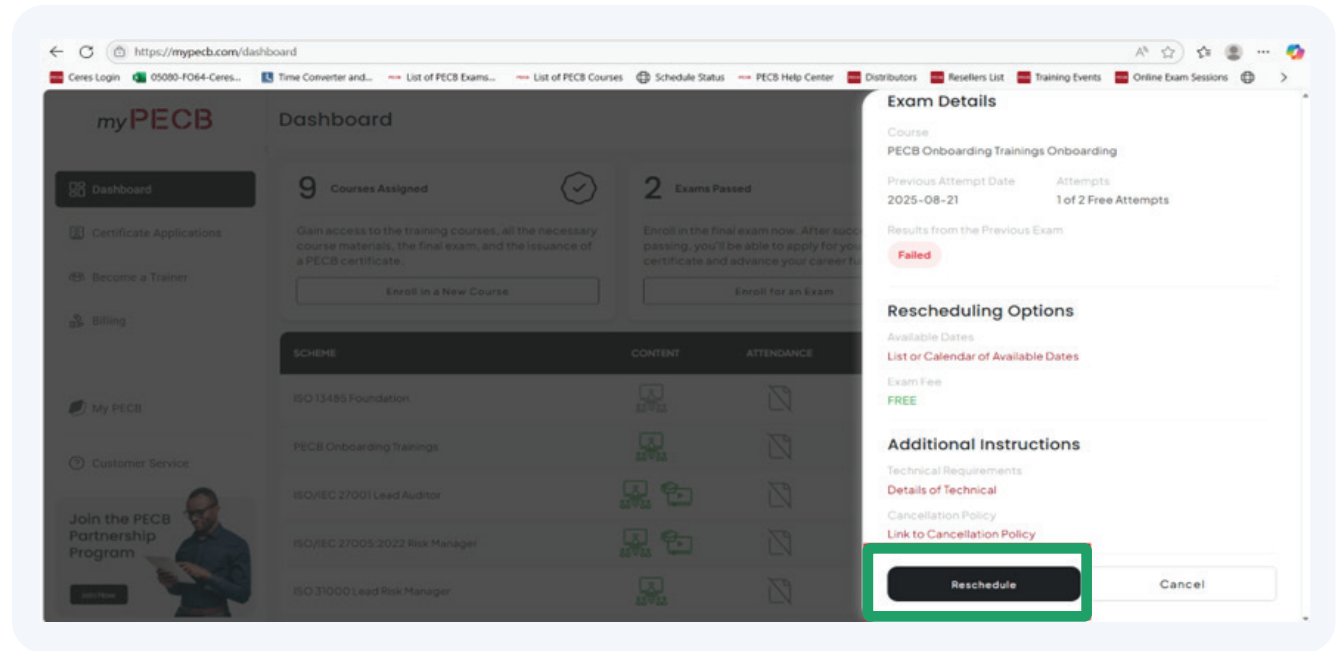 https://mypecb.com/dashboard
Ceres Login 05080-FO64-Ceres... Time Converter and... List of PECB Exams... List of PECB Courses Schedule Status PECB Help Center Distributors Resellers List Training Events Online Exam Sessions
myPECB
Dashboard
Certificate Applications
Become a Trainer
Billing
My PECB
Customer Service
Join the PECB
Partnership
Program
Join Now
Dashboard
9 Courses Assigned
Gain access to the training courses, all the necessary
course materials, the final exam, and the issuance of
a PECB certificate.
Enroll in a New Course
2 Exams Passed
Enroll in the final exam now. After succ
passing, you'll be able to apply for you
certificate and advance your career fu
Enroll for an Exam
SCHEME CONTENT ATTENDANCE
ISO 13485 Foundation
PECB Onboarding Trainings
ISO/IEC 27001 Lead Auditor
ISO/IEC 27005:2022 Risk Manager
ISO 31000 Lead Risk Manager
Exam Details
Course
PECB Onboarding Trainings Onboarding
Previous Attempt Date Attempts
2025-08-21 1 of 2 Free Attempts
Results from the Previous Exam
Failed
Rescheduling Options
Available Dates
List or Calendar of Available Dates
Exam Fee
FREE
Additional Instructions
Technical Requirements
Details of Technical
Cancellation Policy
Link to Cancellation Policy
Reschedule Cancel